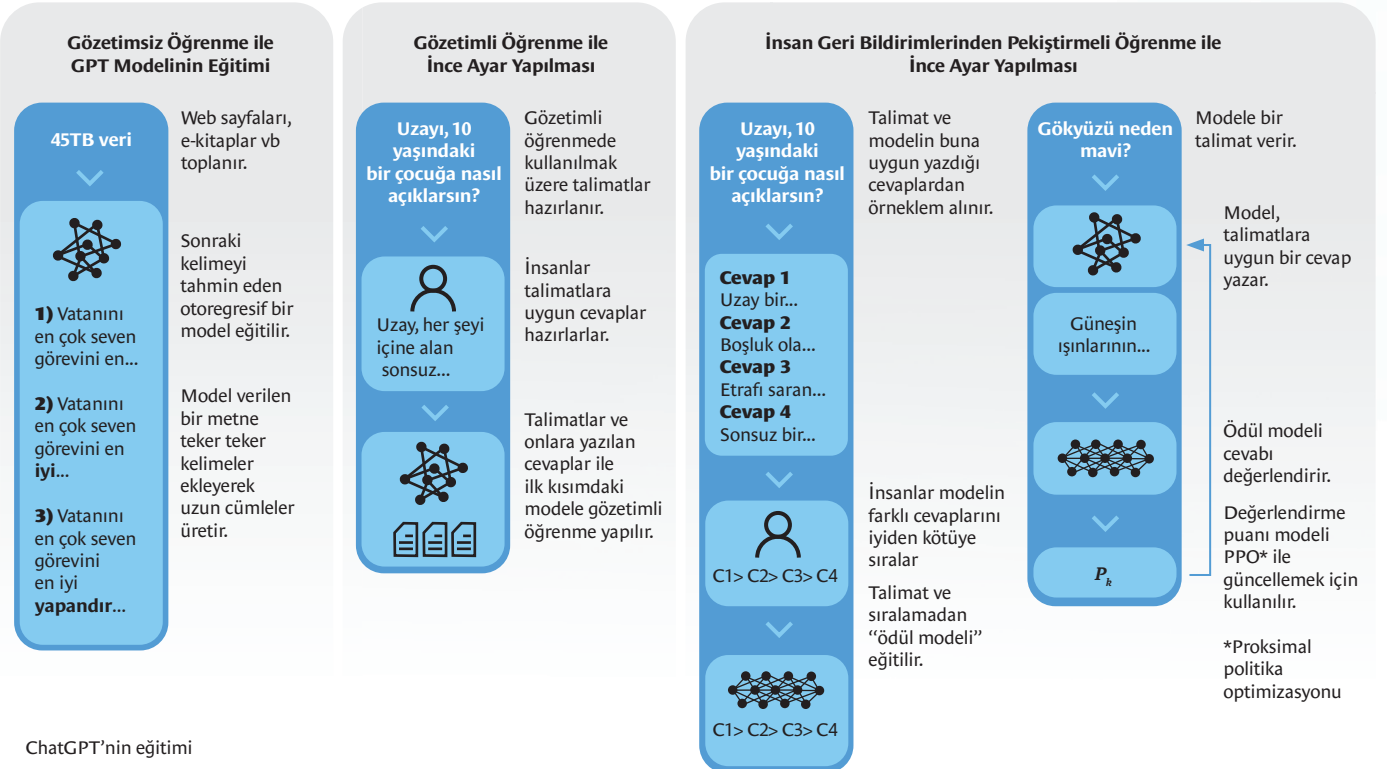 Gözetimsiz Öğrenme ile
GPT Modelinin Eğitimi
45TB veri
Web sayfaları,
e-kitaplar vb
toplanır.
Sonraki
kelimeyi
tahmin eden
otoregresif bir
model eğitilir.
1) Vatanını
en çok seven
görevini en...
2) Vatanını
en çok seven
görevini en
iyi...
3) Vatanını
en çok seven
görevini
en iyi
yapandır...
Model verilen
bir metne
teker teker
kelimeler
ekleyerek
uzun cümleler
üretir.
Gözetimli Öğrenme ile
İnce Ayar Yapılması
Uzayı, 10
yaşındaki
bir çocuğa nasıl
açıklarsın?
Gözetimli
öğrenmede
kullanılmak
üzere talimatlar
hazırlanır.
Uzay, her şeyi
içine alan
sonsuz...
İnsanlar
talimatlara
uygun cevaplar
hazırlarlar.
Talimatlar ve
onlara yazılan
cevaplar ile
ilk kısımdaki
modele gözetimli
öğrenme yapılır.
İnsan Geri Bildirimlerinden Pekiştirmeli Öğrenme ile
İnce Ayar Yapılması
Uzayı, 10
yaşındaki
bir çocuğa nasıl
açıklarsın?
Talimat ve
modelin buna
uygun yazdığı
cevaplardan
örneklem alınır.
Cevap 1
Uzay bir...
Cevap 2
Boşluk ola...
Cevap 3
Etrafı saran...
Cevap 4
Sonsuz bir...
C1> C2> C3> C4
İnsanlar modelin
farklı cevaplarını
iyiden kötüye
sıralar
Talimat ve
sıralamadan
“ödül modeli”
eğitilir.
C1> C2> C3> C4
Gökyüzü neden
mavi?
Modele bir
talimat verir.
Model,
talimatlara
uygun bir cevap
yazar.
Güneşin
ışınlarının...
Ödül modeli
cevabı
değerlendirir.
Değerlendirme
puanı modeli
PPO* ile
güncellemek için
kullanılır.
Pk
*Proksimal
politika
optimizasyonu
ChatGPT’nin eğitimi